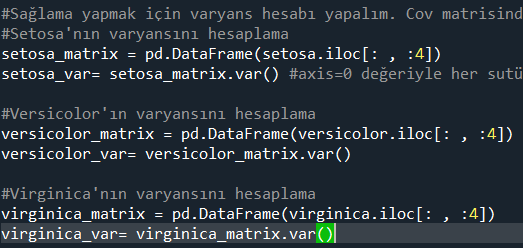 #Sağlama yapmak için varyans hesabı yapalım. Cov matrisind
#Setosa'nın varyansını hesaplama
setosa_matrix = pd.DataFrame(setosa.iloc[: , :4])
setosa_var= setosa_matrix.var() #axis=0 değeriyle her sutü
#Versicolor'ın varyansını hesaplama
versicolor_matrix = pd.DataFrame(versicolor.iloc[: , :4])
versicolor_var= versicolor_matrix.var()
#Virginica'nın varyansını hesaplama
virginica_matrix = pd.DataFrame(virginica.iloc[: , :4])
virginica_var= virginica_matrix.var()